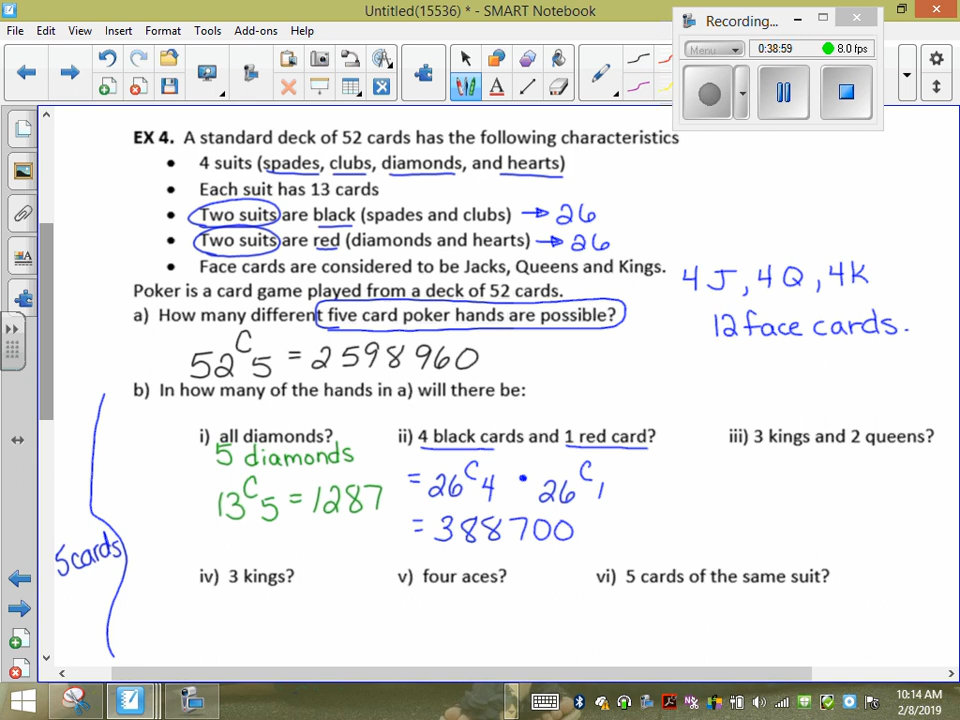 Untitled(15536) * - SMART Notebook
Recording...
File Edit View Insert Format Tools Add-ons Help
Menu 0:38:59 8.0 fps
EX 4. A standard deck of 52 cards has the following characteristics
• 4 suits (spades, clubs, diamonds, and hearts)
• Each suit has 13 cards
• Two suits are black (spades and clubs) → 26
• Two suits are red (diamonds and hearts) → 26
• Face cards are considered to be Jacks, Queens and Kings.
4J, 4Q, 4K
Poker is a card game played from a deck of 52 cards.
a) How many different five card poker hands are possible?
12 face cards.
52C5 = 2598960
b) In how many of the hands in a) will there be:
i) all diamonds? ii) 4 black cards and 1 red card? iii) 3 kings and 2 queens?
5 diamonds
13C5 = 1287
= 26C4 • 26C1
= 388700
5 cards
iv) 3 kings? v) four aces? vi) 5 cards of the same suit?
10:14 AM
2/8/2019